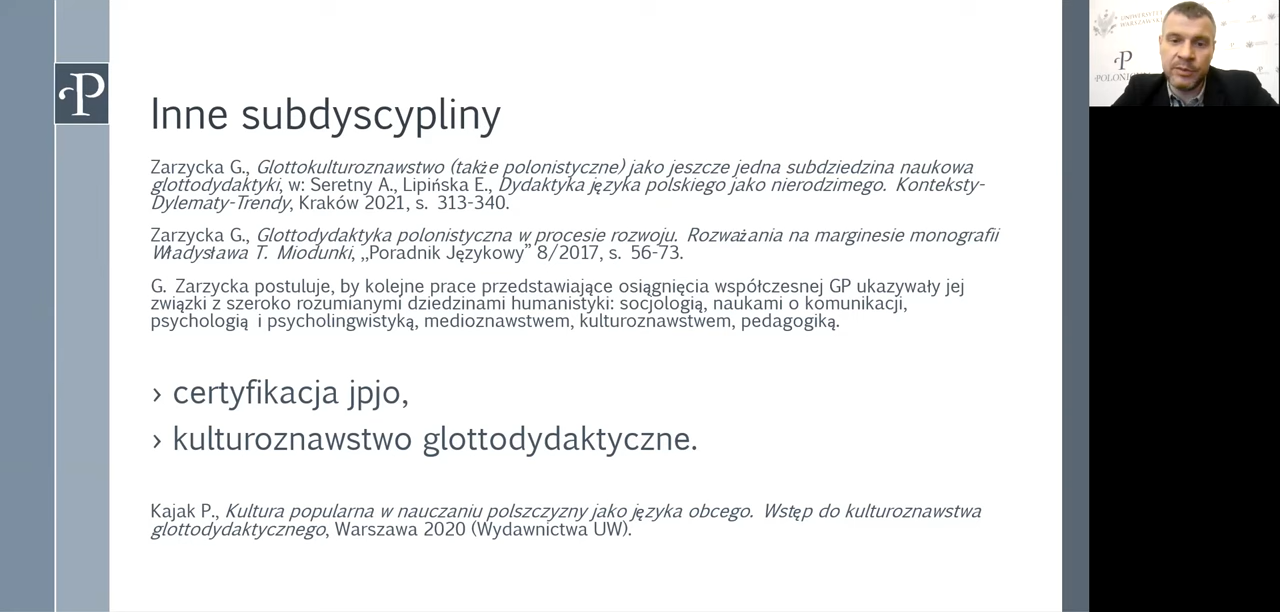 P
Inne subdyscypliny
Zarzycka G., Glottokulturoznawstwo (także polonistyczne) jako jeszcze jedna subdziedzina naukowa
glottodydaktyki, w: Seretny A., Lipińska E., Dydaktyka języka polskiego jako nierodzimego. Konteksty-
Dylematy-Trendy, Kraków 2021, s. 313-340.
Zarzycka G., Glottodydaktyka polonistyczna w procesie rozwoju. Rozważania na marginesie monografii
Władysława T. Miodunki, „Poradnik Językowy” 8/2017, s. 56-73.
G. Zarzycka postuluje, by kolejne prace przedstawiające osiągnięcia współczesnej GP ukazywały jej
związki z szeroko rozumianymi dziedzinami humanistyki: socjologią, naukami o komunikacji,
psychologią i psycholingwistyką, medioznawstwem, kulturoznawstwem, pedagogiką.
› certyfikacja jpjo,
› kulturoznawstwo glottodydaktyczne.
Kajak P., Kultura popularna w nauczaniu polszczyzny jako języka obcego. Wstęp do kulturoznawstwa
glottodydaktycznego, Warszawa 2020 (Wydawnictwa UW).
P